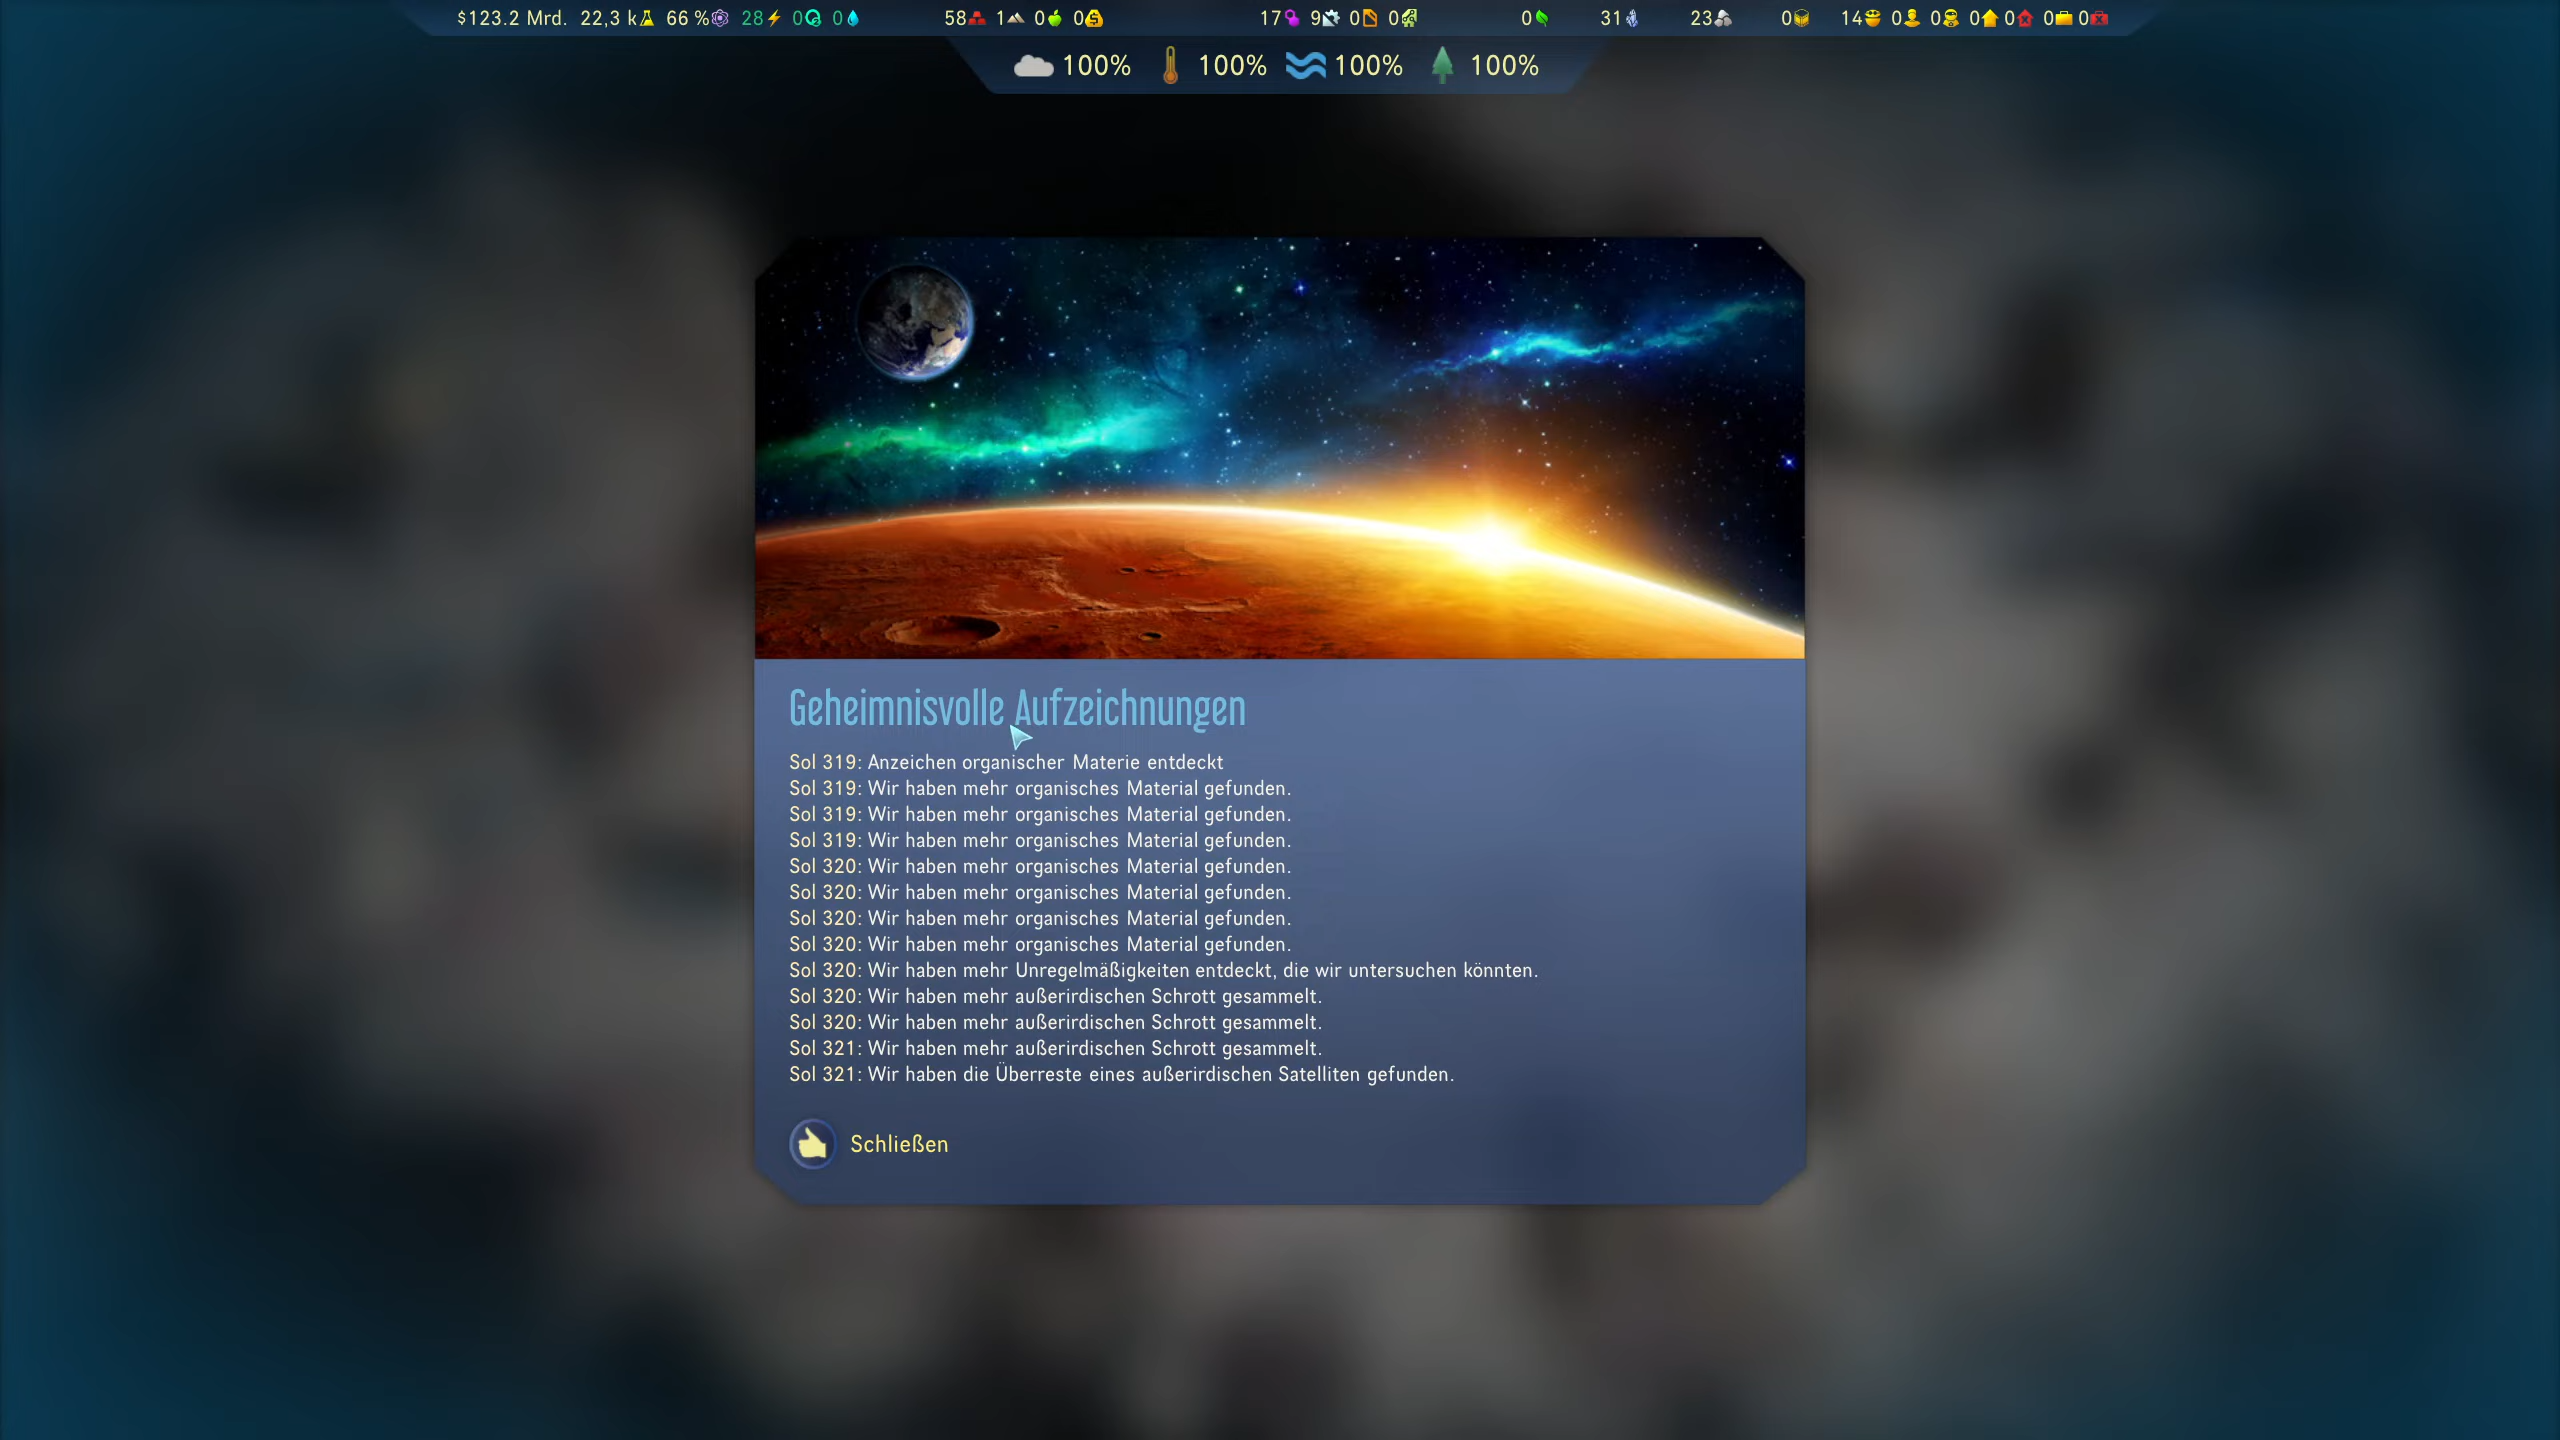 $123.2 Mrd. 22,3 k 66 % 28 0 0 58 1 0 0 17 9 0 0 0 31 23 0 14 0 0 0 0 0 0
100% 100% 100% 100%
Geheimnisvolle Aufzeichnungen
Sol 319: Anzeichen organischer Materie entdeckt
Sol 319: Wir haben mehr organisches Material gefunden.
Sol 319: Wir haben mehr organisches Material gefunden.
Sol 319: Wir haben mehr organisches Material gefunden.
Sol 320: Wir haben mehr organisches Material gefunden.
Sol 320: Wir haben mehr organisches Material gefunden.
Sol 320: Wir haben mehr organisches Material gefunden.
Sol 320: Wir haben mehr organisches Material gefunden.
Sol 320: Wir haben mehr Unregelmäßigkeiten entdeckt, die wir untersuchen könnten.
Sol 320: Wir haben mehr außerirdischen Schrott gesammelt.
Sol 320: Wir haben mehr außerirdischen Schrott gesammelt.
Sol 321: Wir haben mehr außerirdischen Schrott gesammelt.
Sol 321: Wir haben die Überreste eines außerirdischen Satelliten gefunden.
Schließen